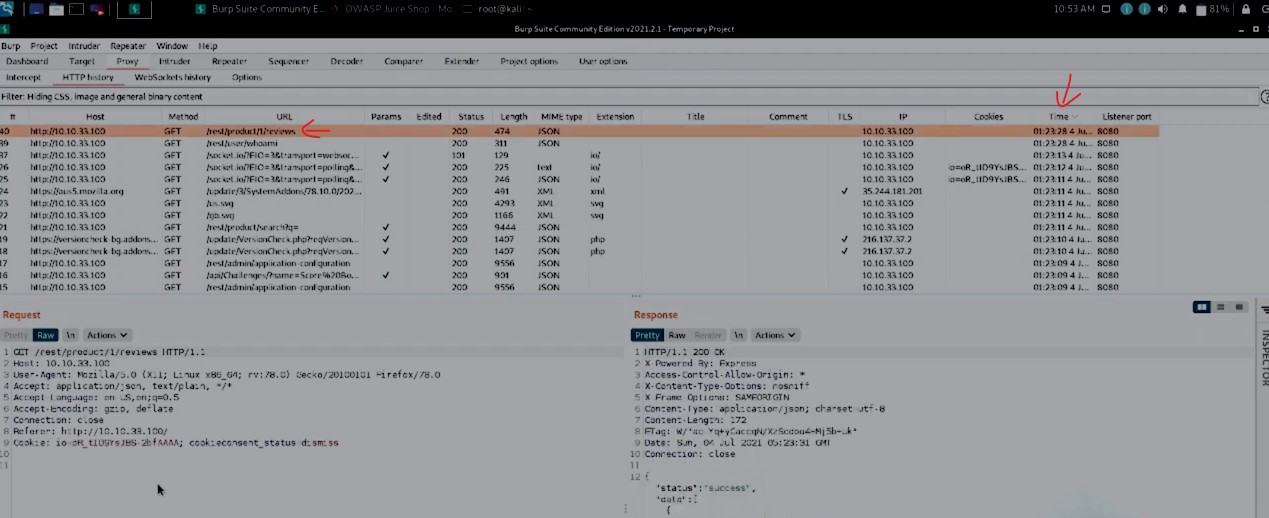 Burp Suite Community E... OWASP Juice Shop - Mo... root@kali: ~ 10:53 AM 81%
Burp Suite Community Edition v2021.2.1 - Temporary Project
Burp Project Intruder Repeater Window Help
Dashboard Target Proxy Intruder Repeater Sequencer Decoder Comparer Extender Project options User options
Intercept HTTP history WebSockets history Options
Filter: Hiding CSS, image and general binary content
Host Method URL Params Edited Status Length MIME type Extension Title Comment TLS IP Cookies Time Listener port
40 http://10.10.33.100 GET /rest/product/1/reviews 200 474 JSON 10.10.33.100 01:23:28 4 Ju... 8080
39 http://10.10.33.100 GET /rest/user/whoami 200 311 JSON 10.10.33.100 01:23:28 4 Ju... 8080
37 http://10.10.33.100 GET /socket.io/?EIO=3&transport=websoc... ✓ 101 129 io/ 10.10.33.100 01:23:13 4 Ju... 8080
26 http://10.10.33.100 GET /socket.io/?EIO=3&transport=polling&... ✓ 200 225 text io/ 10.10.33.100 01:23:12 4 Ju... 8080
25 http://10.10.33.100 GET /socket.io/?EIO=3&transport=polling&... ✓ 200 246 JSON io/ 10.10.33.100 01:23:11 4 Ju... 8080
24 https://aus5.mozilla.org GET /update/3/SystemAddons/78.10.0/202... 200 491 XML xml ✓ 35.244.181.201 01:23:11 4 Ju... 8080
23 http://10.10.33.100 GET /us.svg 200 4293 XML svg 10.10.33.100 01:23:11 4 Ju... 8080
22 http://10.10.33.100 GET /gb.svg 200 1166 XML svg 10.10.33.100 01:23:11 4 Ju... 8080
21 http://10.10.33.100 GET /rest/product/search?q= ✓ 200 9444 JSON 10.10.33.100 01:23:11 4 Ju... 8080
19 https://versioncheck-bg.addons... GET /update/VersionCheck.php?reqVersion... ✓ 200 1407 JSON php ✓ 216.137.37.2 01:23:10 4 Ju... 8080
18 https://versioncheck-bg.addons... GET /update/VersionCheck.php?reqVersion... ✓ 200 1407 JSON php ✓ 216.137.37.2 01:23:10 4 Ju... 8080
17 http://10.10.33.100 GET /rest/admin/application-configuration 200 9556 JSON 10.10.33.100 01:23:09 4 Ju... 8080
16 http://10.10.33.100 GET /api/Challenges/?name=Score%20Bo... ✓ 200 901 JSON 10.10.33.100 01:23:09 4 Ju... 8080
15 http://10.10.33.100 GET /rest/admin/application-configuration 200 9556 JSON 10.10.33.100 01:23:09 4 Ju... 8080
Request
Pretty Raw \n Actions
1 GET /rest/product/1/reviews HTTP/1.1
2 Host: 10.10.33.100
3 User-Agent: Mozilla/5.0 (X11; Linux x86_64; rv:78.0) Gecko/20100101 Firefox/78.0
4 Accept: application/json, text/plain, */*
5 Accept-Language: en-US,en;q=0.5
6 Accept-Encoding: gzip, deflate
7 Connection: close
8 Referer: http://10.10.33.100/
9 Cookie: cookieconsent_status=dismiss
10
11
Response
Pretty Raw Render \n Actions
1 HTTP/1.1 200 OK
2 X-Powered-By: Express
3 Access-Control-Allow-Origin: *
4 X-Content-Type-Options: nosniff
5 X-Frame-Options: SAMEORIGIN
6 Content-Type: application/json; charset=utf-8
7 Content-Length: 172
8 ETag:
9 Date: Sun, 04 Jul 2021 05:23:31 GMT
10 Connection: close
11
12 {
"status":"success",
"data":[
{
INSPECTOR